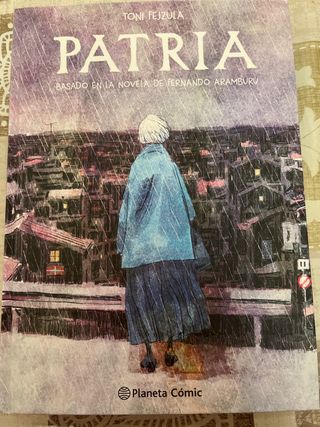 TONI FEJZULA
PATRIA
BASADO EN LA NOVELA DE FERNANDO ARAMBURU
Planeta Cómic